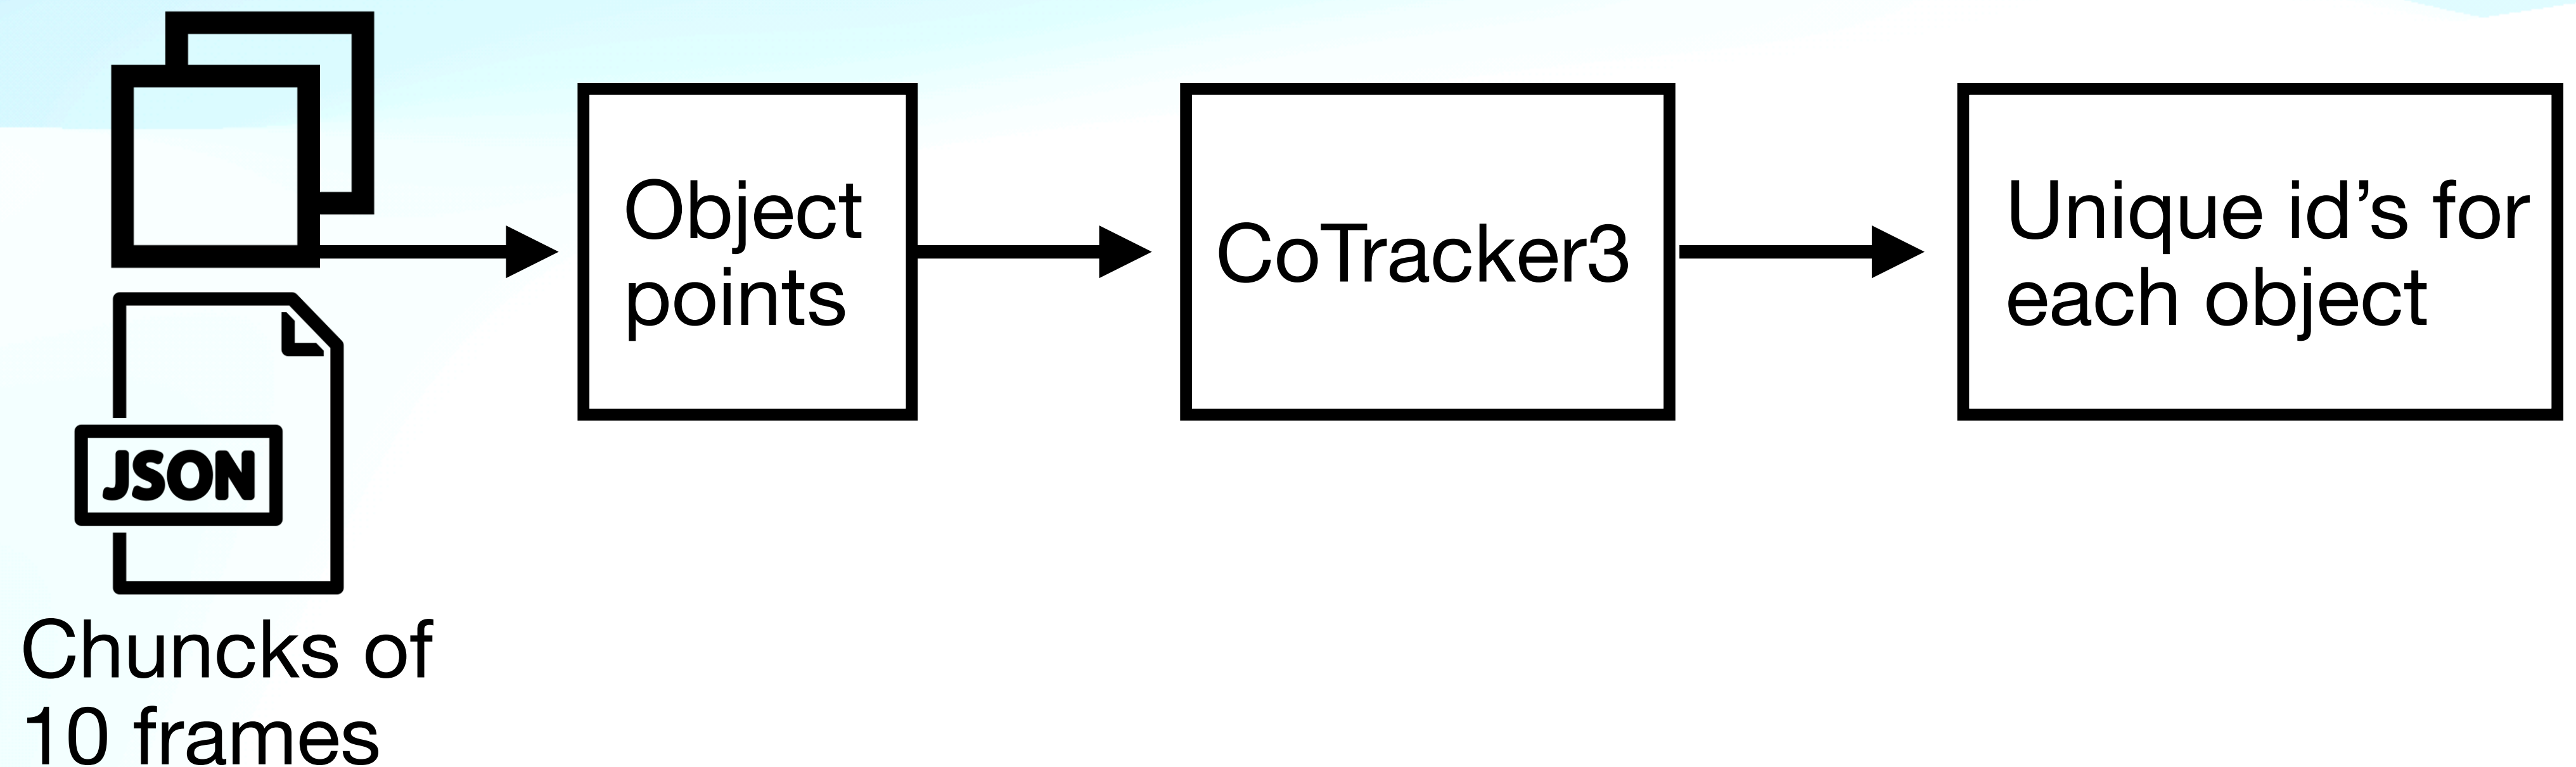 Object
points
CoTracker3
Unique id’s for
each object
JSON
Chuncks of
10 frames